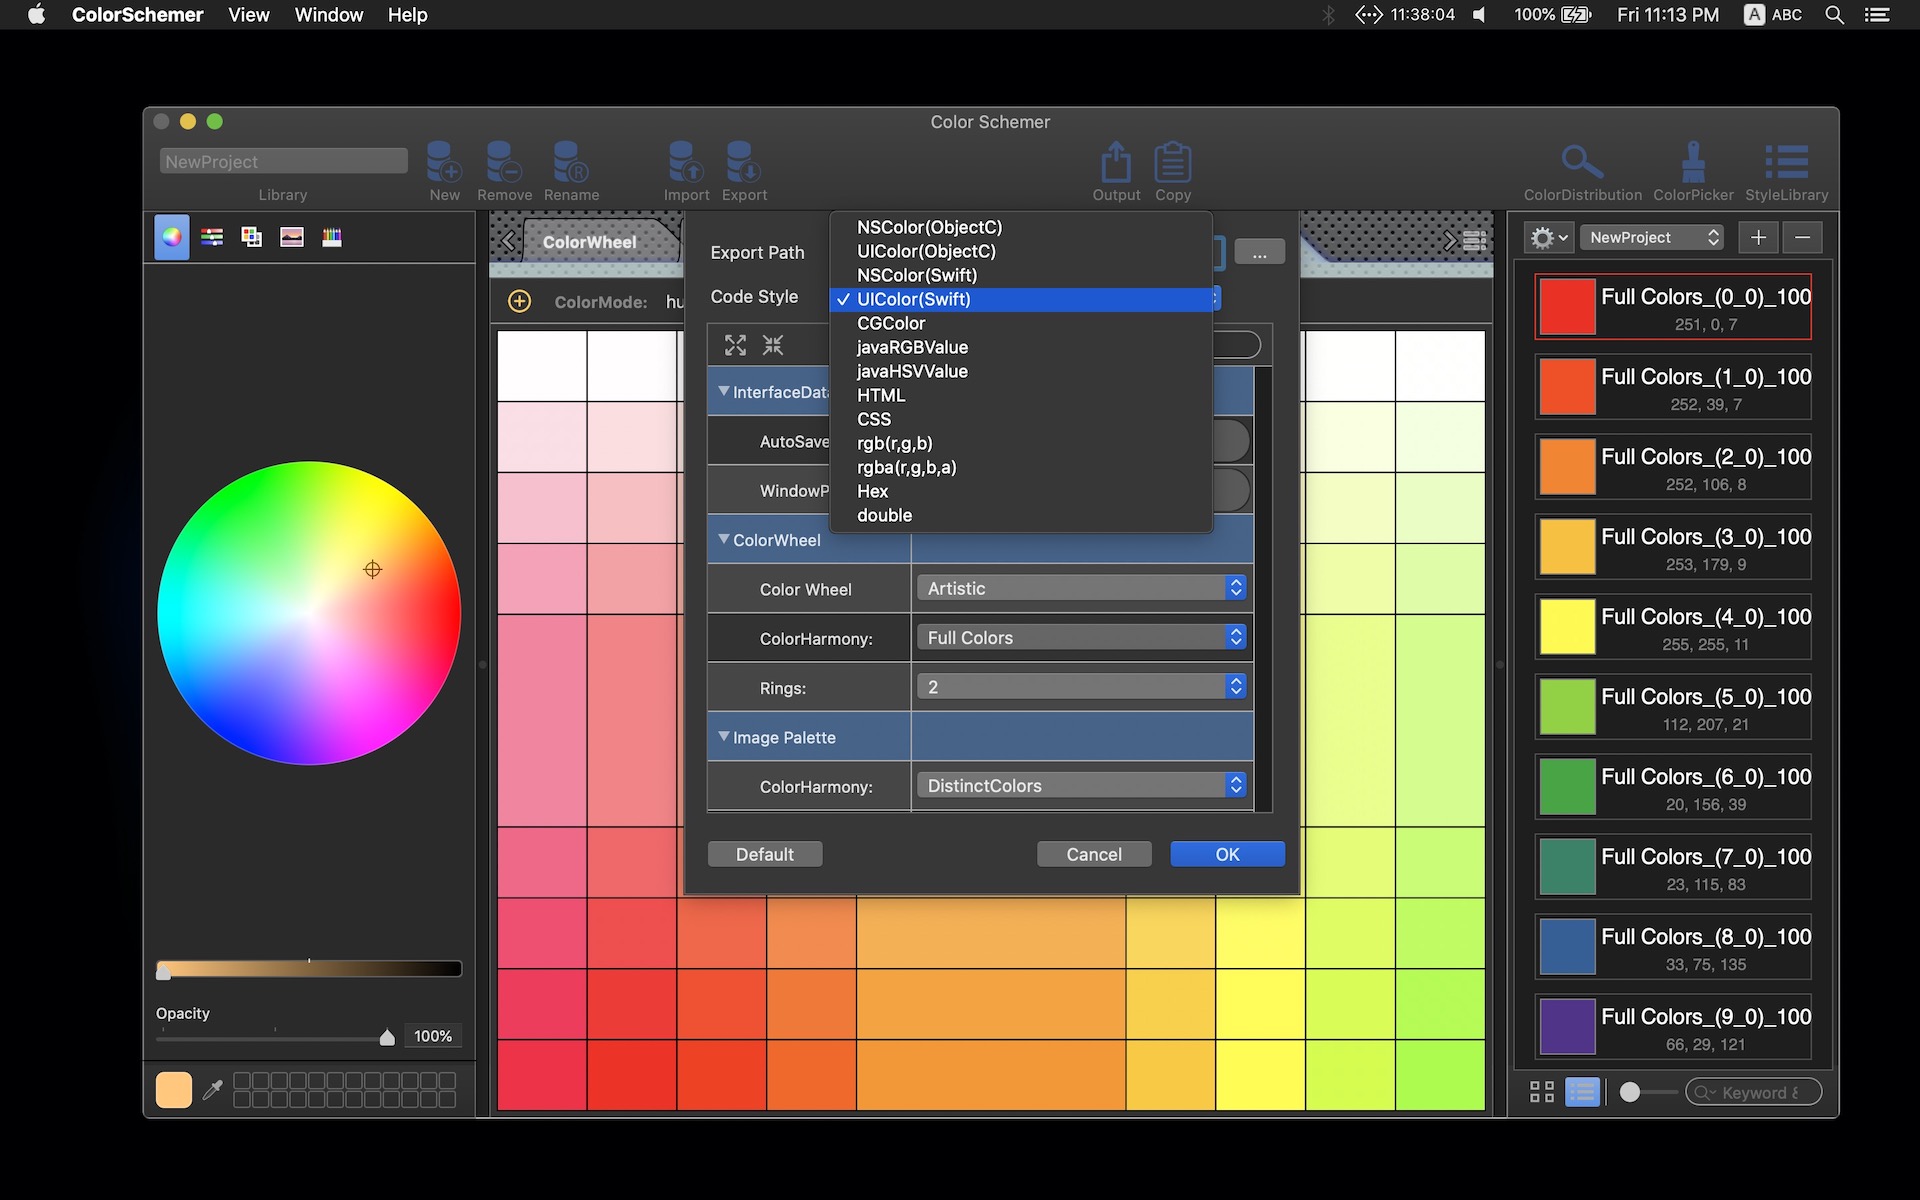 ColorSchemer View Window Help
11:38:04 100% Fri 11:13 PM A ABC
Color Schemer
NewProject
Library
New Remove Rename Import Export Output Copy ColorDistribution ColorPicker StyleLibrary
ColorWheel
ColorMode: hu
Export Path ...
Code Style
NSColor(ObjectC)
UIColor(ObjectC)
NSColor(Swift)
✓ UIColor(Swift)
CGColor
javaRGBValue
javaHSVValue
HTML
CSS
rgb(r,g,b)
rgba(r,g,b,a)
Hex
double
InterfaceData
AutoSave
WindowP
ColorWheel
Color Wheel Artistic
ColorHarmony: Full Colors
Rings: 2
Image Palette
ColorHarmony: DistinctColors
Default Cancel OK
Opacity
100%
NewProject
Full Colors_(0_0)_100
251, 0, 7
Full Colors_(1_0)_100
252, 39, 7
Full Colors_(2_0)_100
252, 106, 8
Full Colors_(3_0)_100
253, 179, 9
Full Colors_(4_0)_100
255, 255, 11
Full Colors_(5_0)_100
112, 207, 21
Full Colors_(6_0)_100
20, 156, 39
Full Colors_(7_0)_100
23, 115, 83
Full Colors_(8_0)_100
33, 75, 135
Full Colors_(9_0)_100
66, 29, 121
Keyword &